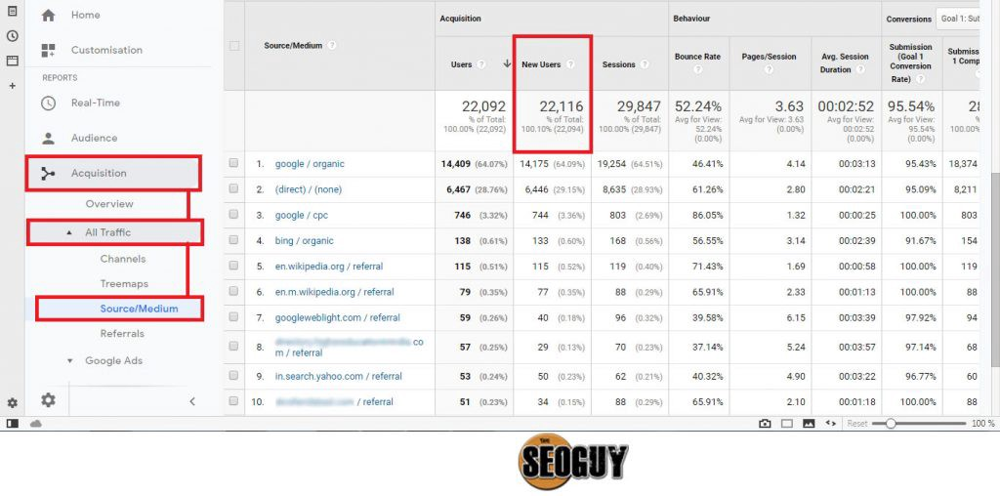 Home
Customisation
REPORTS
Real-Time
Audience
Acquisition
Overview
All Traffic
Channels
Treemaps
Source/Medium
Referrals
Google Ads
Acquisition Behaviour Conversions Goal 1: Sub
Source/Medium Users New Users Sessions Bounce Rate Pages/Session Avg. Session Duration Submission (Goal 1 Conversion Rate) Submiss 1 Comp
22,092 22,116 29,847 52.24% 3.63 00:02:52 95.54% 28
% of Total: 100.00% (22,092) % of Total: 100.10% (22,094) % of Total: 100.00% (29,847) Avg for View: 52.24% (0.00%) Avg for View: 3.63 (0.00%) Avg for View: 00:02:52 (0.00%) Avg for View: 95.54% (0.00%)
1. google / organic 14,409 (64.07%) 14,175 (64.09%) 19,254 (64.51%) 46.41% 4.14 00:03:13 95.43% 18,374
2. (direct) / (none) 6,467 (28.76%) 6,446 (29.15%) 8,635 (28.93%) 61.26% 2.80 00:02:21 95.09% 8,211
3. google / cpc 746 (3.32%) 744 (3.36%) 803 (2.69%) 86.05% 1.32 00:00:25 100.00% 803
4. bing / organic 138 (0.61%) 133 (0.60%) 168 (0.56%) 56.55% 3.14 00:02:39 91.67% 154
5. en.wikipedia.org / referral 115 (0.51%) 115 (0.52%) 119 (0.40%) 71.43% 1.69 00:00:58 100.00% 119
6. en.m.wikipedia.org / referral 79 (0.35%) 77 (0.35%) 88 (0.29%) 65.91% 2.33 00:01:13 100.00% 88
7. googleweblight.com / referral 59 (0.26%) 40 (0.18%) 96 (0.32%) 39.58% 6.15 00:03:39 97.92% 94
8. com / referral 57 (0.25%) 29 (0.13%) 70 (0.23%) 37.14% 5.24 00:03:57 97.14% 68
9. in.search.yahoo.com / referral 53 (0.24%) 50 (0.23%) 62 (0.21%) 40.32% 4.90 00:03:22 96.77% 60
10. / referral 51 (0.23%) 34 (0.15%) 88 (0.29%) 65.91% 2.10 00:01:18 100.00% 88
Reset 100 %
THE
SEOGUY